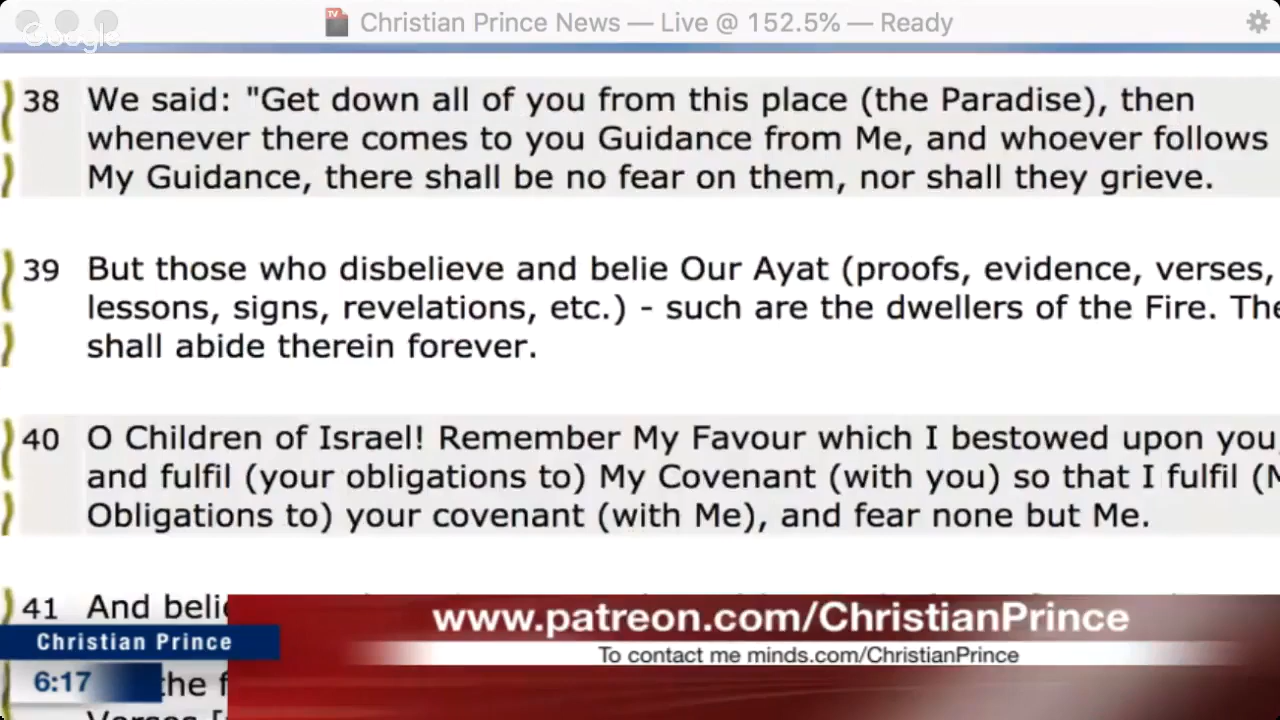 Christian Prince News — Live @ 152.5% — Ready
Google
38 We said: "Get down all of you from this place (the Paradise), then
whenever there comes to you Guidance from Me, and whoever follows
My Guidance, there shall be no fear on them, nor shall they grieve.
39 But those who disbelieve and belie Our Ayat (proofs, evidence, verses,
lessons, signs, revelations, etc.) - such are the dwellers of the Fire.
shall abide therein forever.
40 O Children of Israel! Remember My Favour which I bestowed upon you,
and fulfil (your obligations to) My Covenant (with you) so that I fulfil
Obligations to) your covenant (with Me), and fear none but Me.
41 And
www.patreon.com/ChristianPrince
Christian Prince
To contact me minds.com/ChristianPrince
6:17
the